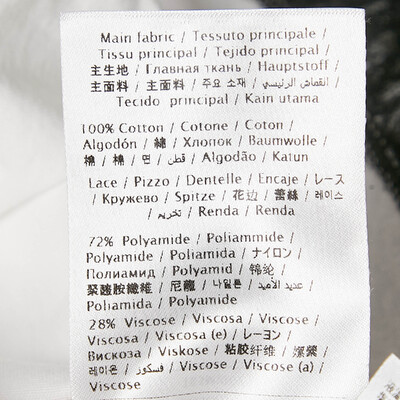 Main fabric / Tessuto principale /
Tissu principal / Tejido principal /
主生地 / Главная ткань / Hauptstoff /
主面料 / 主面料 / 주요 소재 / انقماش الرئيسي /
Tecido principal / Kain utama
100% Cotton / Cotone / Coton /
Algodón / 綿 / Хлопок / Baumwolle /
棉 / 棉 / 면 / قطن / Algodão / Katun
Lace / Pizzo / Dentelle / Encaje / レース
/ Кружево / Spitze / 花边 / 蕾絲 / 레이스
/ تخريم / Renda / Renda
72% Polyamide / Poliammide /
Polyamide / Poliamida / ナイロン /
Полиамид / Polyamid / 锦纶 /
聚醯胺纖維 / 尼龍 / 나일론 / عديد الأميد /
Poliamida / Polyamide
28% Viscose / Viscosa / Viscose /
Viscosa / Viscosa (e) / レーヨン /
Вискоза / Viskose / 粘胶纤维 / 嫘縈 /
레이온 / فسكوز / Viscose / Viscose (a) /
Viscose